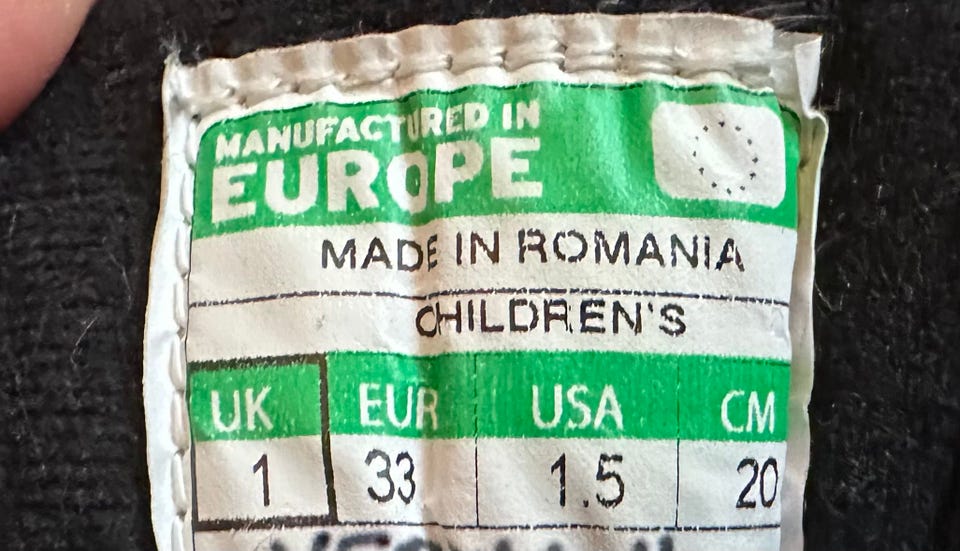 MANUFACTURED IN
EUROPE
MADE IN ROMANIA
CHILDREN'S
UK EUR USA CM
1 33 1.5 20